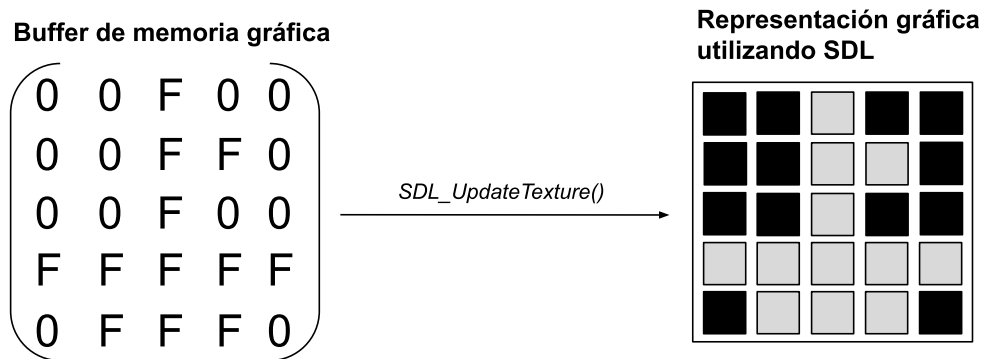 Buffer de memoria gráfica
0 0 F 0 0
0 0 F F 0
0 0 F 0 0
F F F F F
0 F F F 0
SDL_UpdateTexture()
Representación gráfica
utilizando SDL